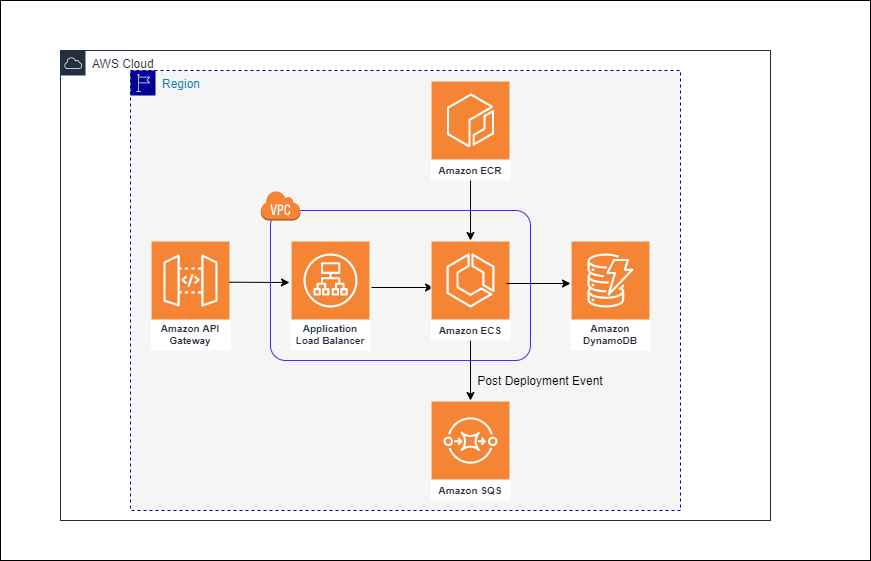 AWS Cloud
Region
Amazon ECR
VPC
Amazon API
Gateway
Application
Load Balancer
Amazon ECS
Amazon
DynamoDB
Post Deployment Event
Amazon SQS